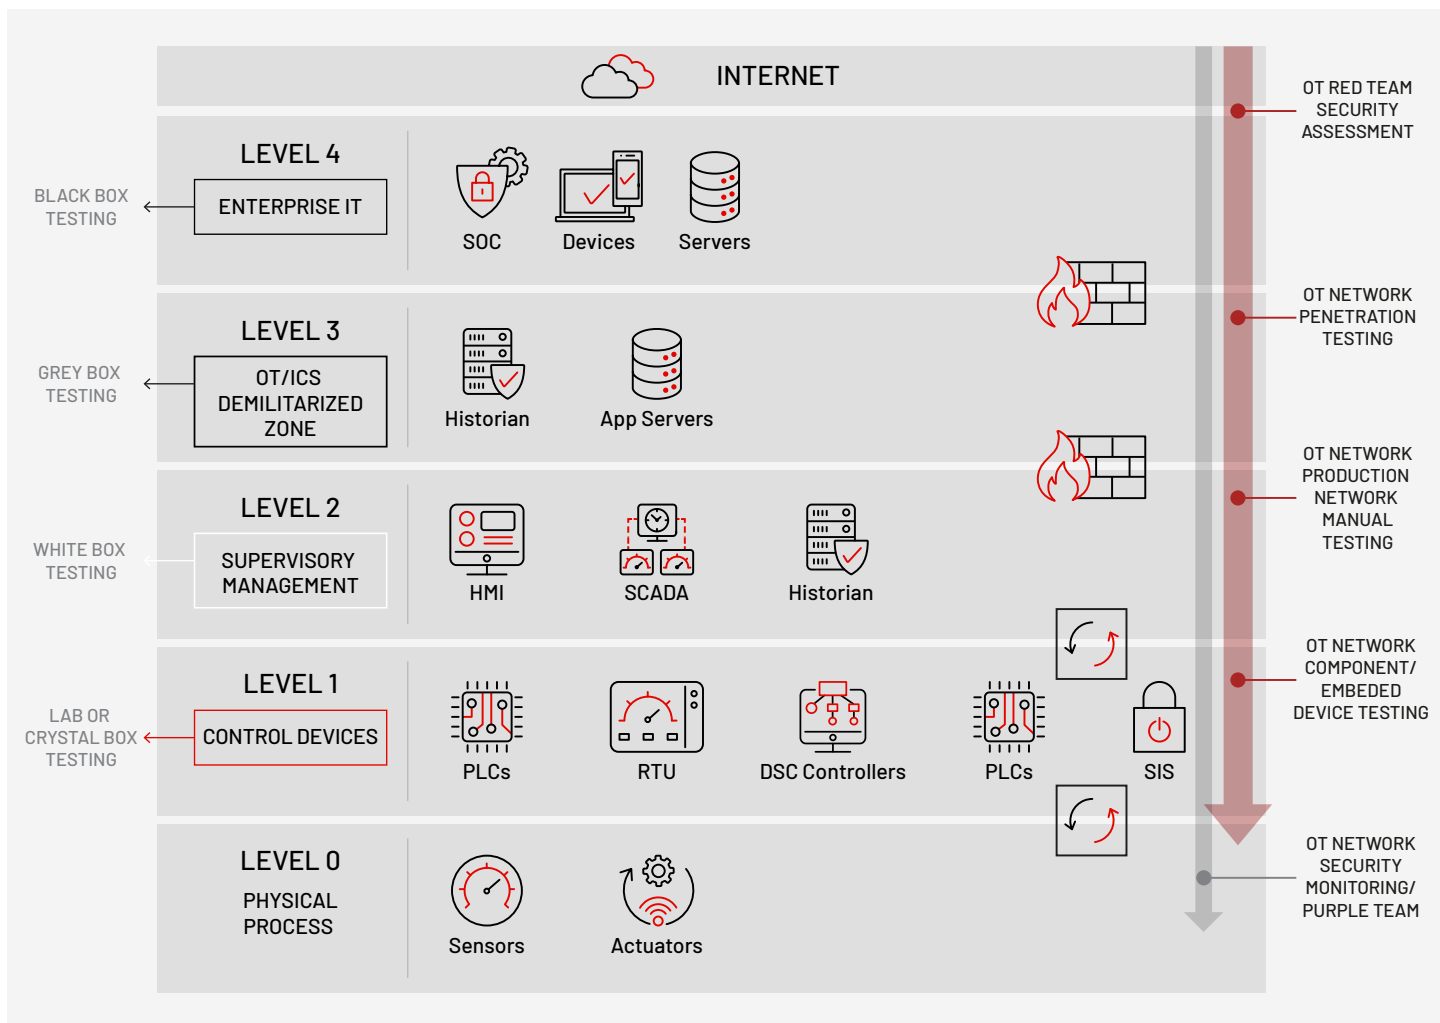 INTERNET
OT RED TEAM
SECURITY
ASSESSMENT
LEVEL 4
BLACK BOX
TESTING
ENTERPRISE IT
SOC
Devices
Servers
OT NETWORK
PENETRATION
TESTING
LEVEL 3
GREY BOX
TESTING
OT/ICS
DEMILITARIZED
ZONE
Historian
App Servers
OT NETWORK
PRODUCTION
NETWORK
MANUAL
TESTING
LEVEL 2
WHITE BOX
TESTING
SUPERVISORY
MANAGEMENT
HMI
SCADA
Historian
OT NETWORK
COMPONENT/
EMBEDED
DEVICE TESTING
LEVEL 1
LAB OR
CRYSTAL BOX
TESTING
CONTROL DEVICES
PLCs
RTU
DSC Controllers
PLCs
SIS
LEVEL 0
PHYSICAL
PROCESS
Sensors
Actuators
OT NETWORK
SECURITY
MONITORING/
PURPLE TEAM